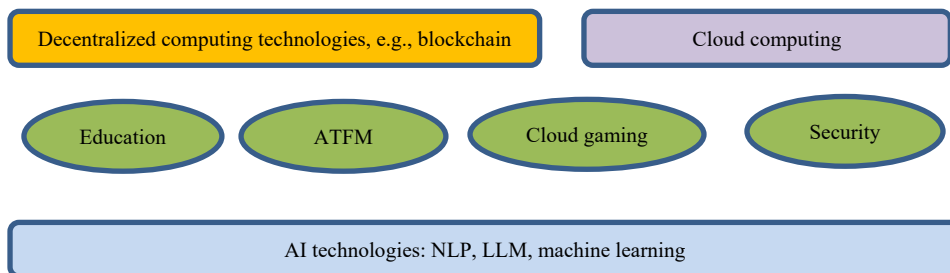 Decentralized computing technologies, e.g., blockchain
Cloud computing
Education
ATFM
Cloud gaming
Security
AI technologies: NLP, LLM, machine learning